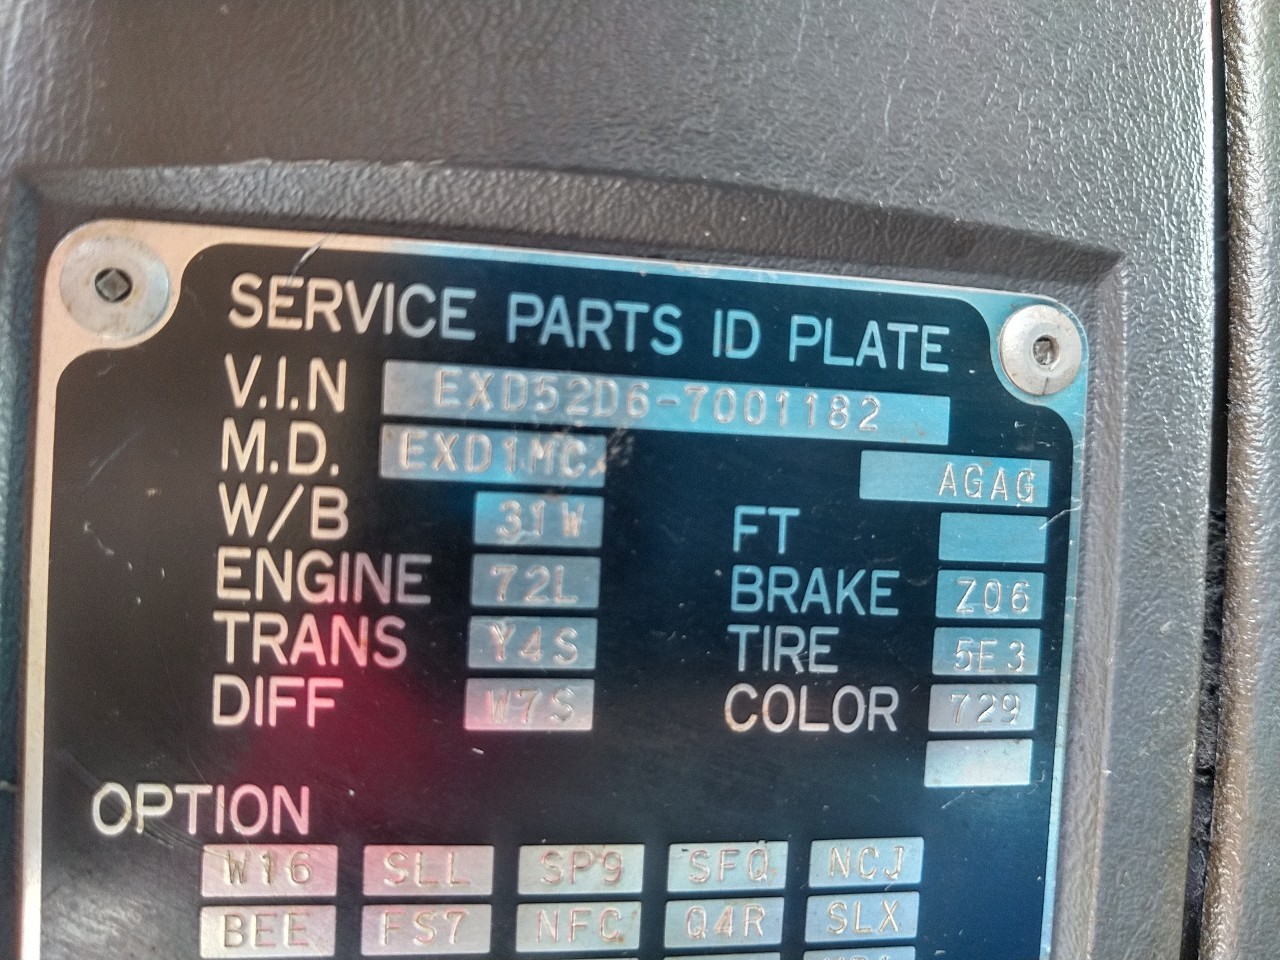 SERVICE PARTS ID PLATE
V.I.N EXD52D6-7001182
M.D. EXD1MC
AGAG
W/B 31W
FT
ENGINE 72L
BRAKE Z06
TRANS Y4S
TIRE 5E3
DIFF W7S
COLOR 729
OPTION
W16 SLL SP9 SFQ NCJ
BEE FS7 NFC Q4R SLX